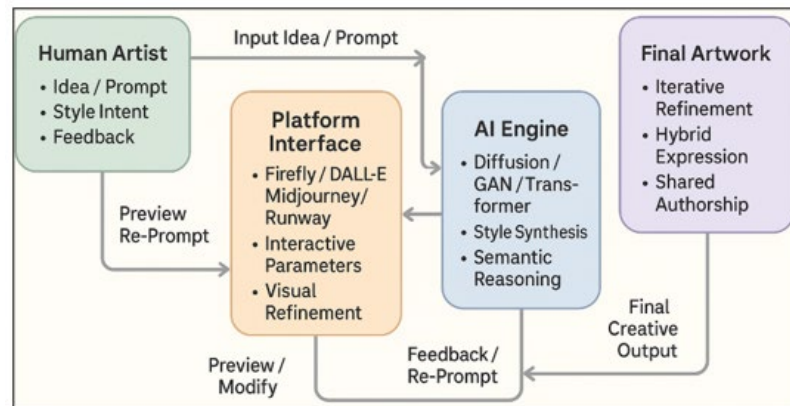 Human Artist
• Idea / Prompt
• Style Intent
• Feedback
Input Idea / Prompt
Preview
Re-Prompt
Platform
Interface
• Firefly / DALL-E
Midjourney/
Runway
• Interactive
Parameters
• Visual
Refinement
AI Engine
• Diffusion /
GAN / Trans-
former
• Style Synthesis
• Semantic
Reasoning
Final Artwork
• Iterative
Refinement
• Hybrid
Expression
• Shared
Authorship
Preview /
Modify
Feedback /
Re-Prompt
Final
Creative
Output